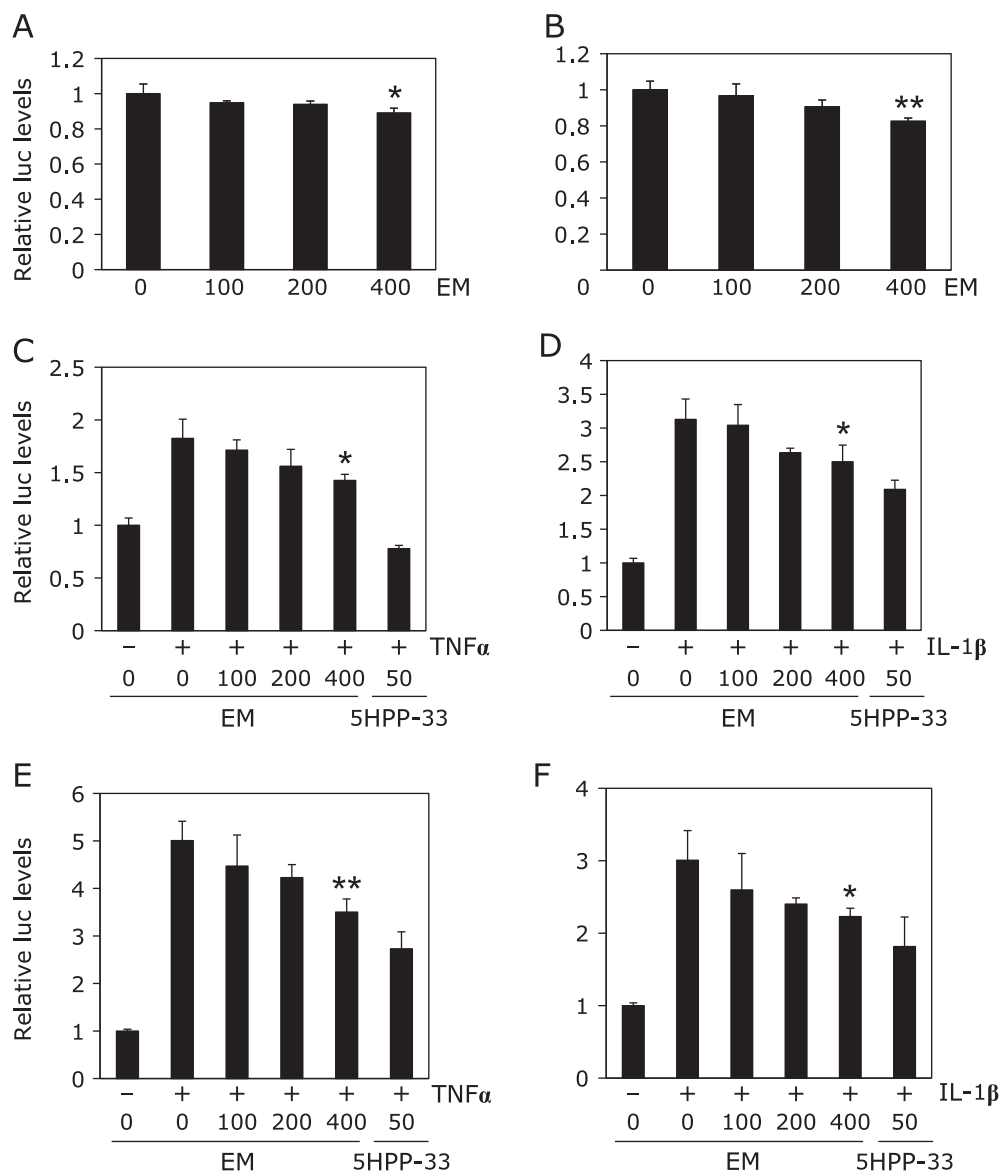 A
Relative luc levels
1.2
1
0.8
0.6
0.4
0.2
0
*
0 100 200 400 EM
B
1.2
1
0.8
0.6
0.4
0.2
0
**
0 0 100 200 400 EM
C
Relative luc levels
2.5
2
1.5
1
0.5
0
*
− + + + + + TNFα
0 0 100 200 400 50
EM 5HPP-33
D
4
3.5
3
2.5
2
1.5
1
0.5
0
*
− + + + + + IL-1β
0 0 100 200 400 50
EM 5HPP-33
E
Relative luc levels
6
5
4
3
2
1
0
**
− + + + + + TNFα
0 0 100 200 400 50
EM 5HPP-33
F
4
3
2
1
0
*
− + + + + + IL-1β
0 0 100 200 400 50
EM 5HPP-33